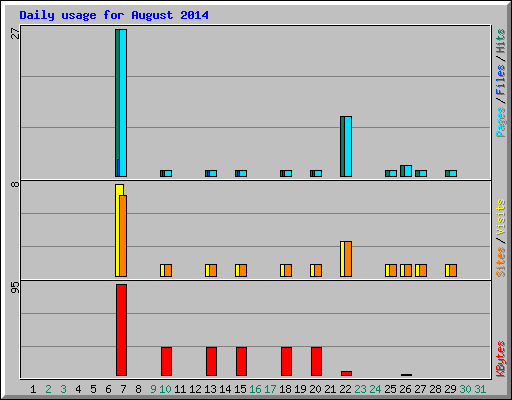 Daily usage for August 2014
27
Pages / Files / Hits
8
Sites / Visits
95
KBytes
1 2 3 4 5 6 7 8 9 10 11 12 13 14 15 16 17 18 19 20 21 22 23 24 25 26 27 28 29 30 31